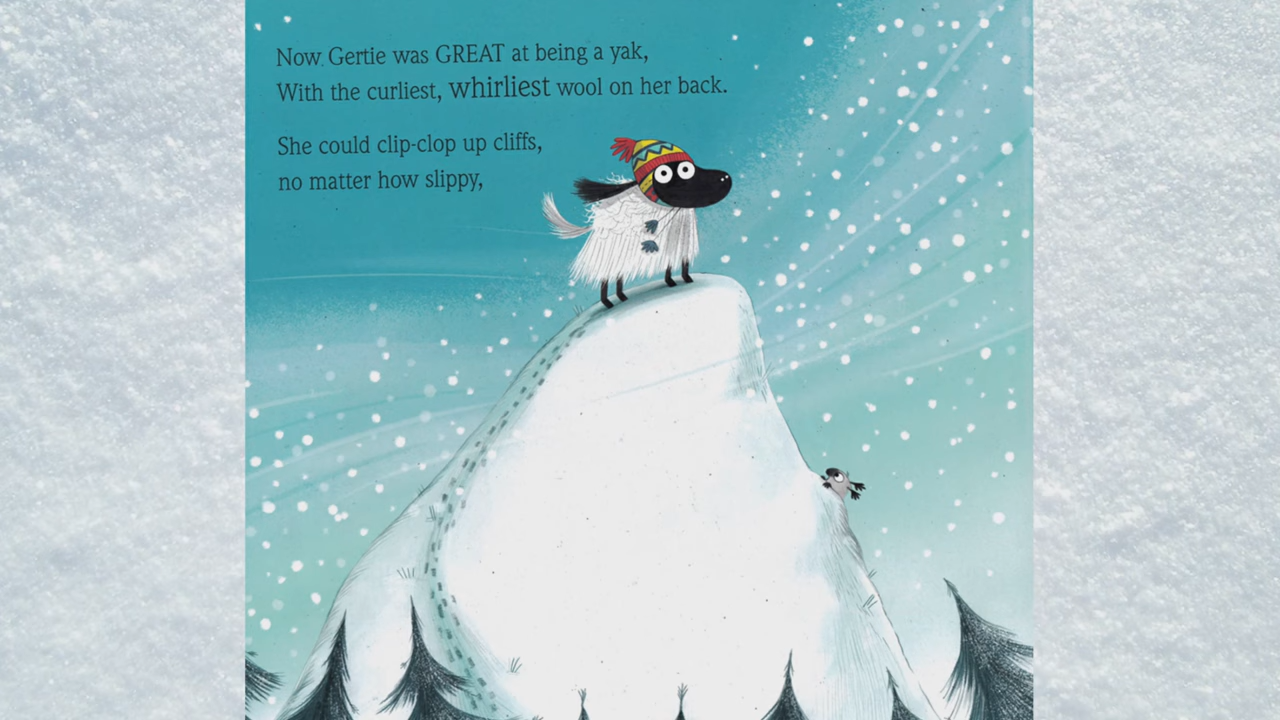 Now Gertie was GREAT at being a yak,
With the curliest, whirliest wool on her back.
She could clip-clop up cliffs,
no matter how slippy,